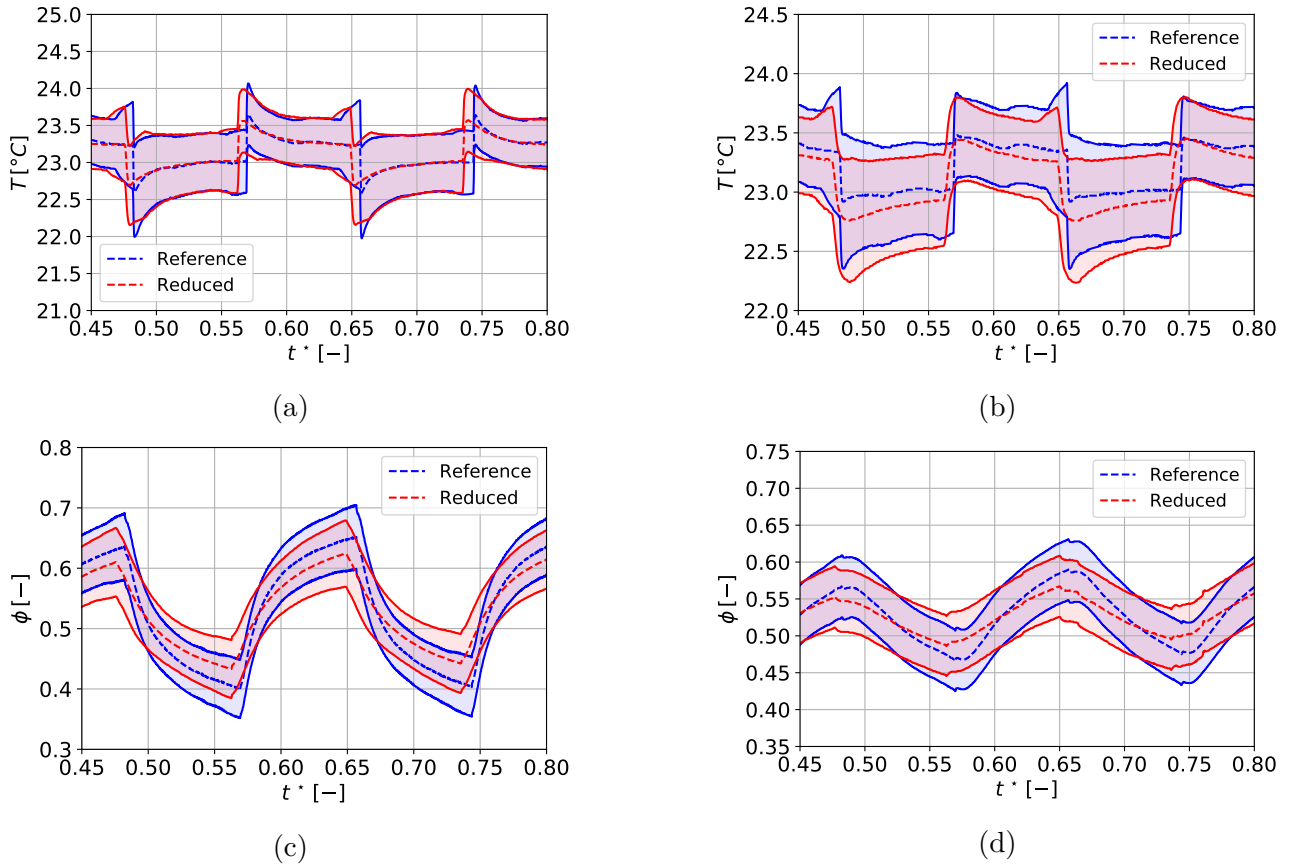 25.0
24.5
24.0
23.5
23.0
22.5
22.0
21.5
21.0
T [°C]
0.45 0.50 0.55 0.60 0.65 0.70 0.75 0.80
t* [−]
Reference
Reduced
(a)
24.5
24.0
23.5
23.0
22.5
22.0
T [°C]
0.45 0.50 0.55 0.60 0.65 0.70 0.75 0.80
t* [−]
Reference
Reduced
(b)
0.8
0.7
0.6
0.5
0.4
0.3
ϕ [−]
0.45 0.50 0.55 0.60 0.65 0.70 0.75 0.80
t* [−]
Reference
Reduced
(c)
0.75
0.70
0.65
0.60
0.55
0.50
0.45
0.40
0.35
ϕ [−]
0.45 0.50 0.55 0.60 0.65 0.70 0.75 0.80
t* [−]
Reference
Reduced
(d)